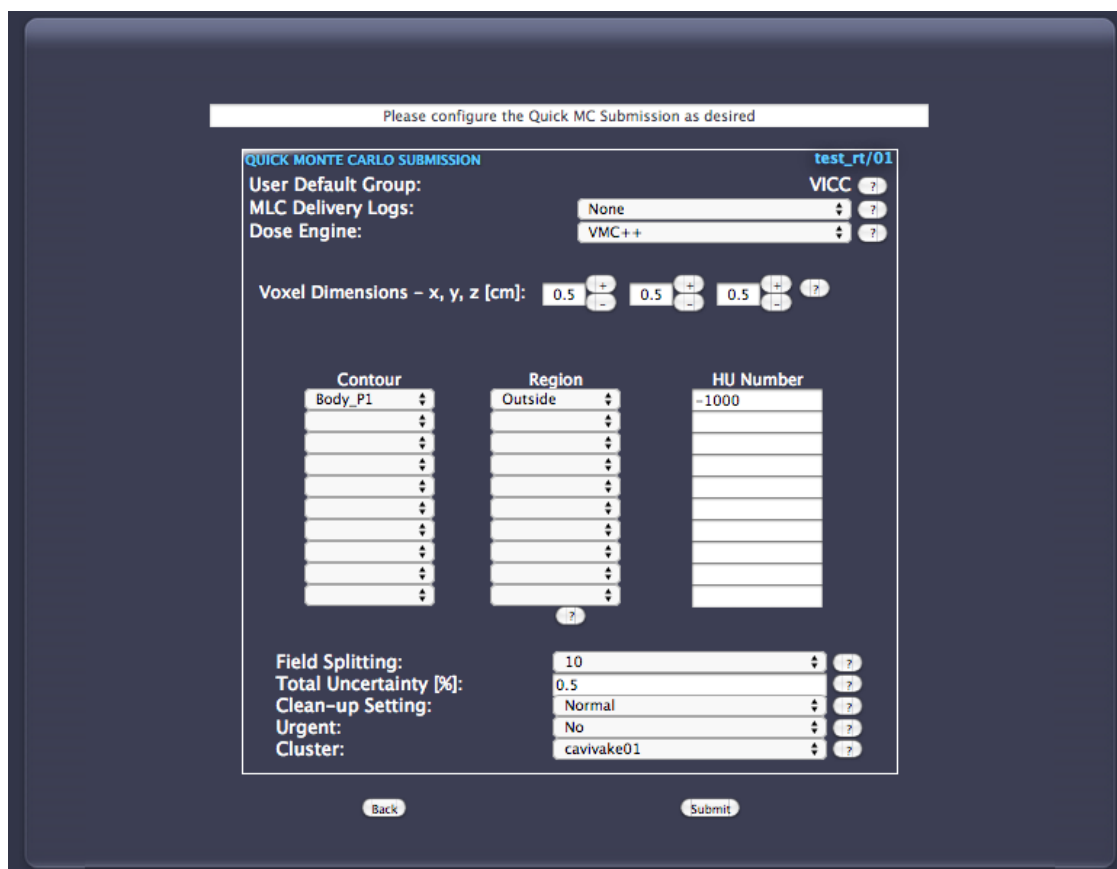 Please configure the Quick MC Submission as desired
QUICK MONTE CARLO SUBMISSION test_rt/01
User Default Group: VICC ?
MLC Delivery Logs: None ?
Dose Engine: VMC++ ?
Voxel Dimensions – x, y, z [cm]: 0.5 + - 0.5 + - 0.5 + - ?
Contour Region HU Number
Body_P1 Outside -1000
?
Field Splitting: 10 ?
Total Uncertainty [%]: 0.5 ?
Clean-up Setting: Normal ?
Urgent: No ?
Cluster: cavivake01 ?
Back Submit